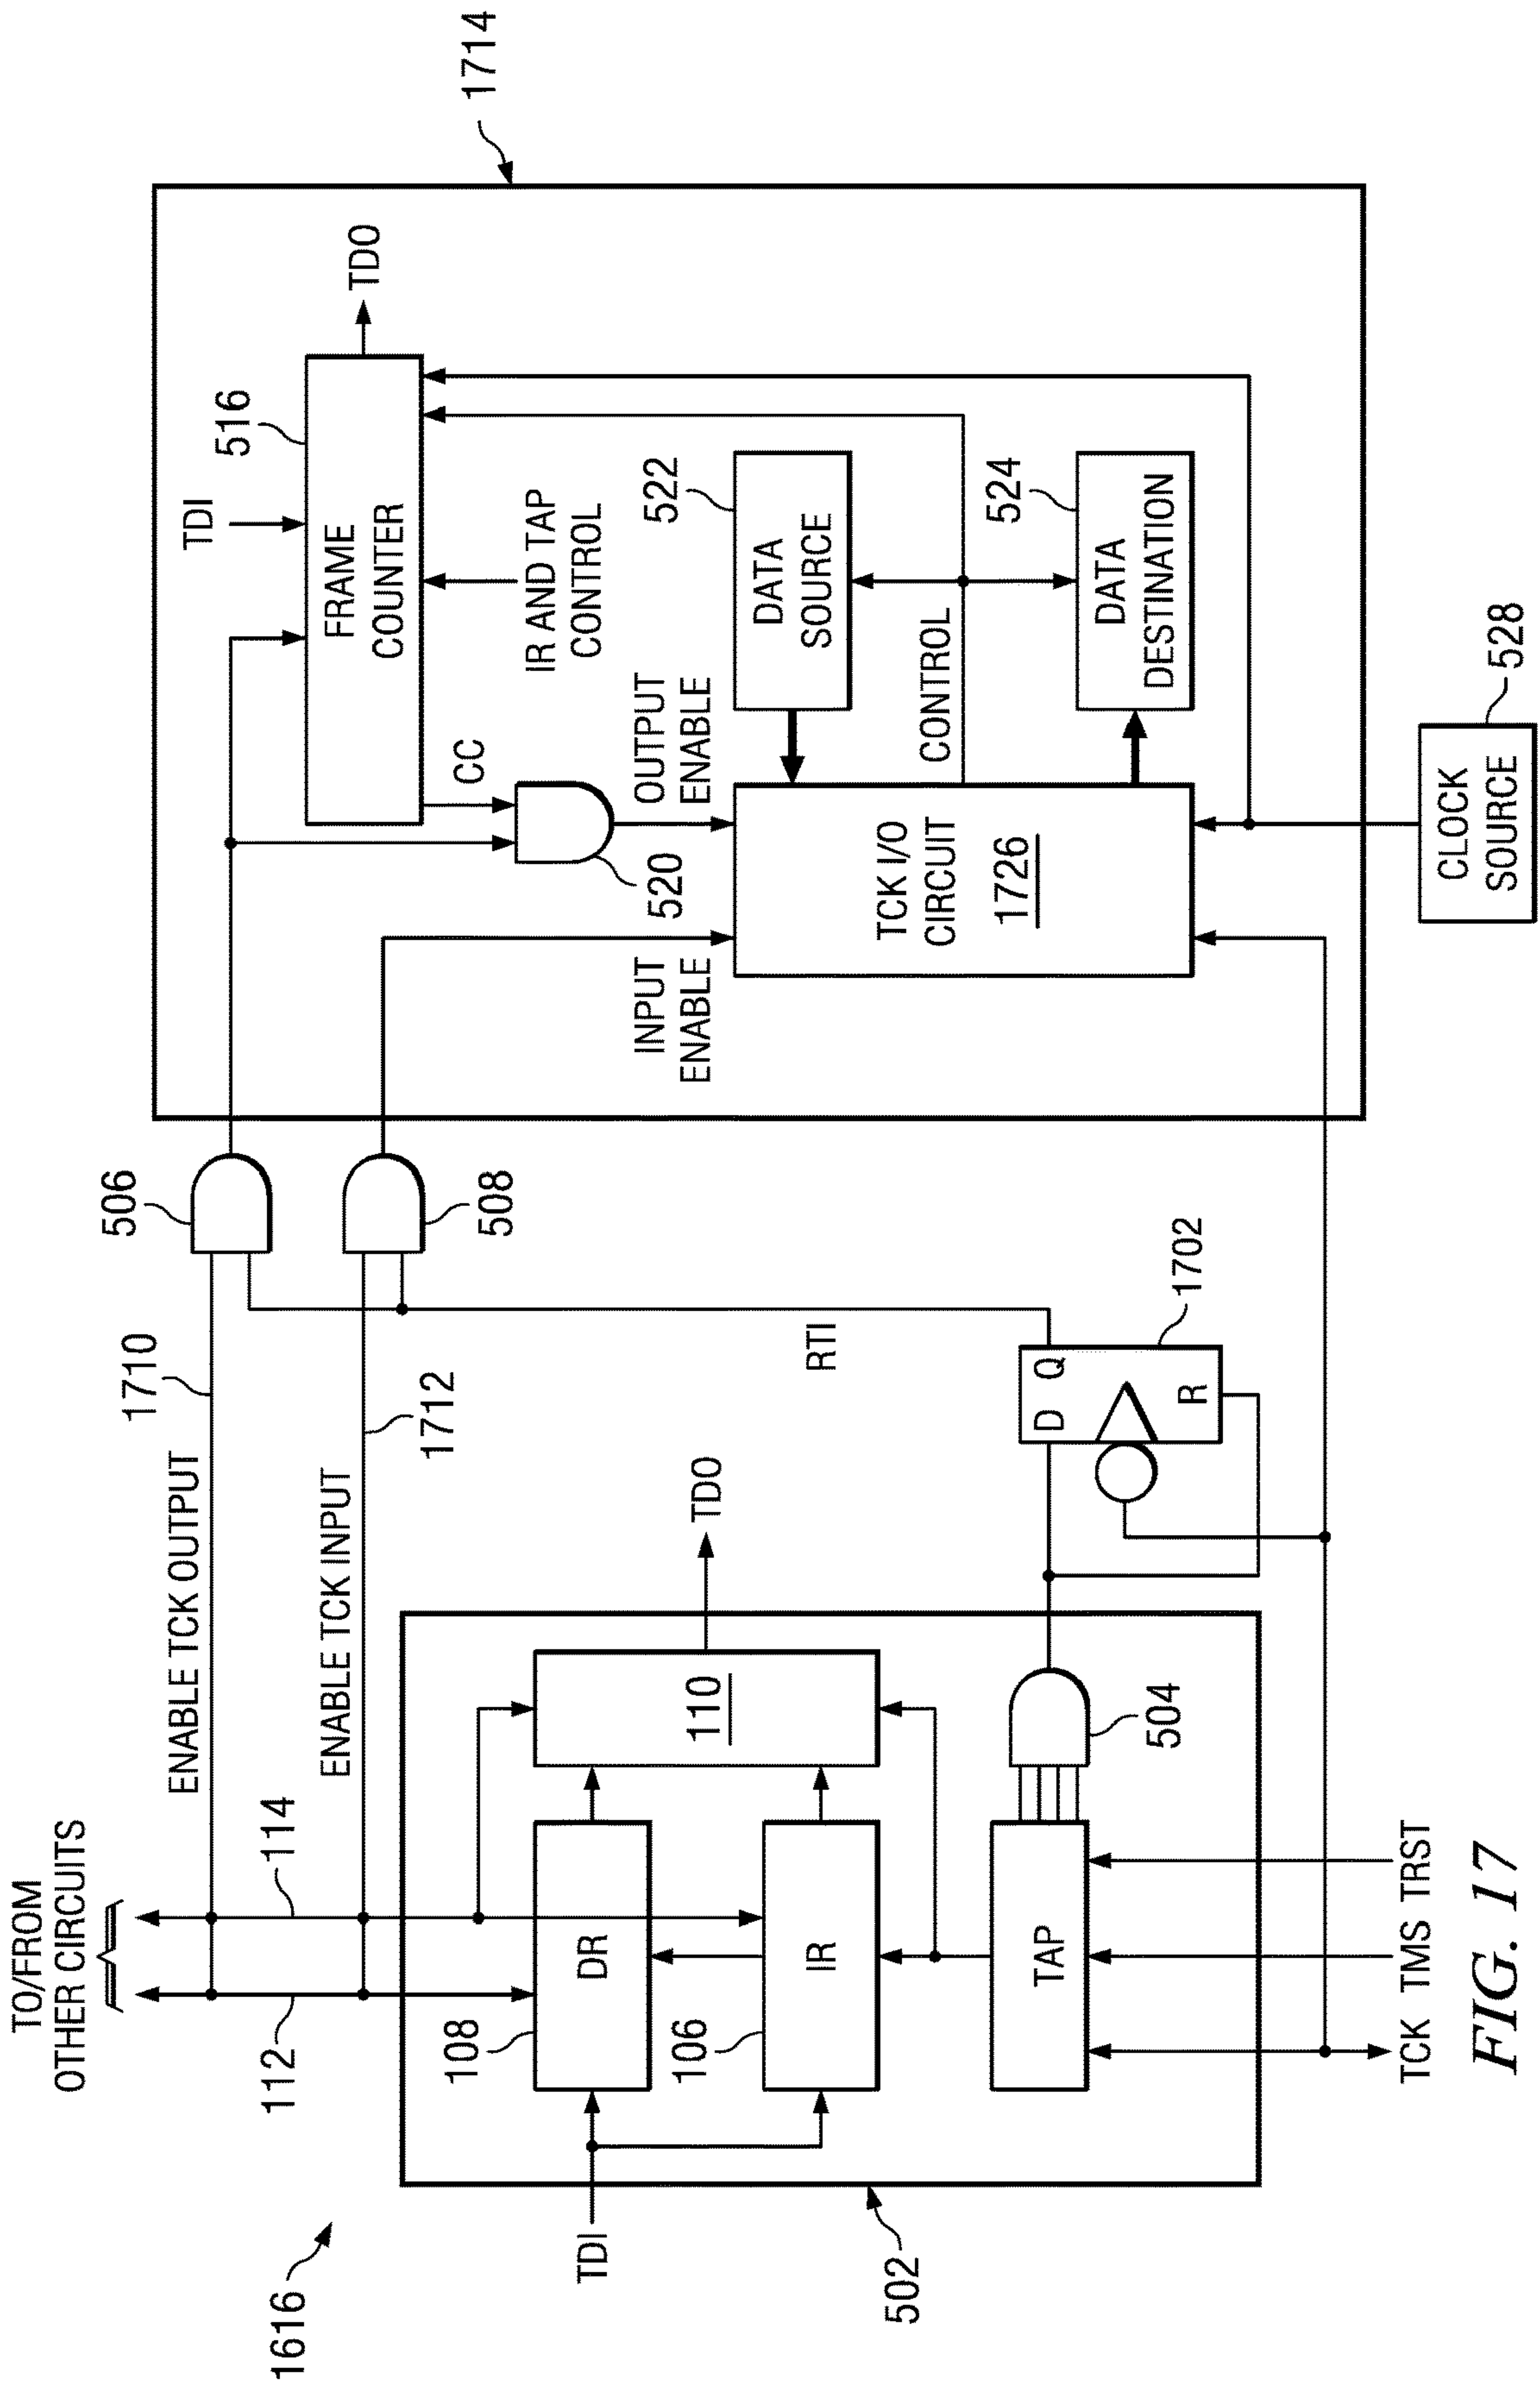 1616
TO/FROM
OTHER CIRCUITS
112
114
ENABLE TCK OUTPUT
1710
506
ENABLE TCK INPUT
1712
508
TDI
516
FRAME
COUNTER
TDO
1714
CC
IR AND TAP
CONTROL
520
INPUT
ENABLE
OUTPUT
ENABLE
522
DATA
SOURCE
TCK I/O
CIRCUIT
1726
CONTROL
524
DATA
DESTINATION
CLOCK
SOURCE
528
502
TDI
108
DR
106
IR
110
TDO
TAP
504
RTI
D Q
R
1702
TCK TMS TRST
FIG. 17